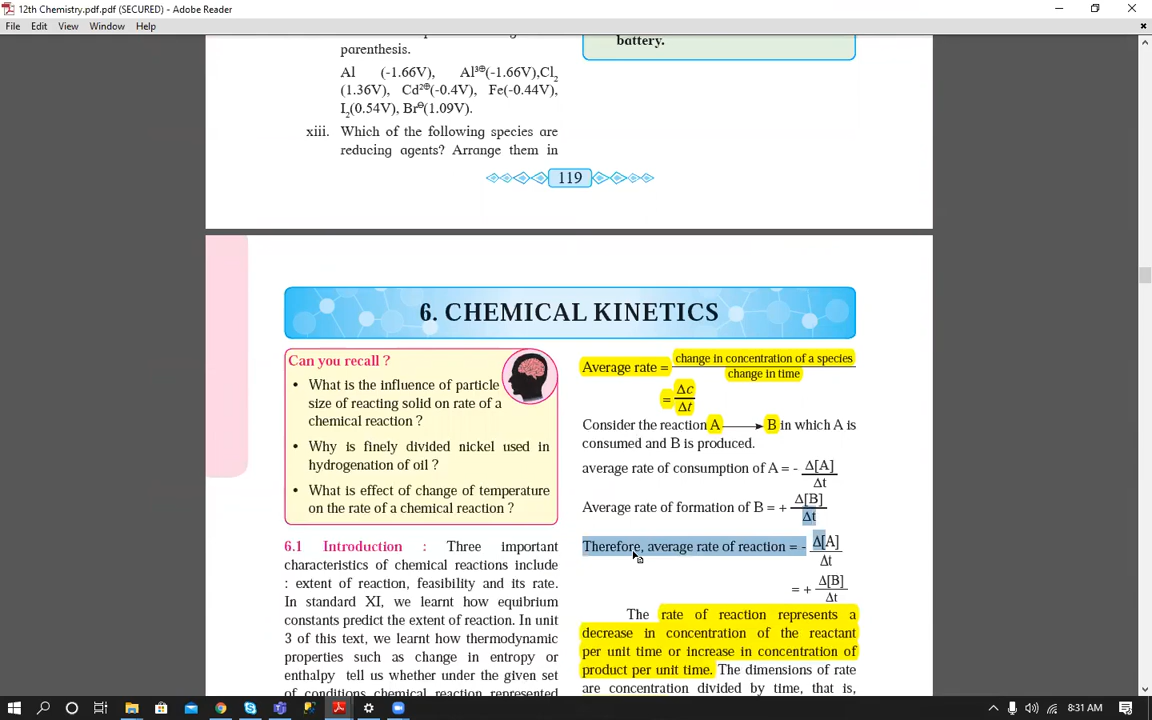 12th Chemistry.pdf.pdf (SECURED) - Adobe Reader
File Edit View Window Help
parenthesis.
Al (-1.66V), Al³⊕(-1.66V),Cl₂
(1.36V), Cd²⊕(-0.4V), Fe(-0.44V),
I₂(0.54V), Br⊖(1.09V).
xiii. Which of the following species are
reducing agents? Arrange them in
battery.
119
6. CHEMICAL KINETICS
Can you recall ?
• What is the influence of particle
size of reacting solid on rate of a
chemical reaction ?
• Why is finely divided nickel used in
hydrogenation of oil ?
• What is effect of change of temperature
on the rate of a chemical reaction ?
6.1 Introduction : Three important
characteristics of chemical reactions include
: extent of reaction, feasibility and its rate.
In standard XI, we learnt how equibrium
constants predict the extent of reaction. In unit
3 of this text, we learnt how thermodynamic
properties such as change in entropy or
enthalpy tell us whether under the given set
of conditions chemical reaction represented
Average rate = change in concentration of a species
change in time
= Δc
Δt
Consider the reaction A ⟶ B in which A is
consumed and B is produced.
average rate of consumption of A = - Δ[A]
Δt
Average rate of formation of B = + Δ[B]
Δt
Therefore, average rate of reaction = - Δ[A]
Δt
= + Δ[B]
Δt
The rate of reaction represents a
decrease in concentration of the reactant
per unit time or increase in concentration of
product per unit time. The dimensions of rate
are concentration divided by time, that is,
8:31 AM